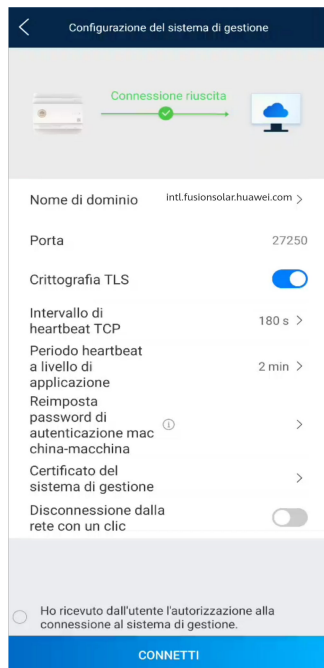 Configurazione del sistema di gestione
Connessione riuscita
Nome di dominio intl.fusionsolar.huawei.com
Porta 27250
Crittografia TLS
Intervallo di
heartbeat TCP 180 s
Periodo heartbeat
a livello di
applicazione 2 min
Reimposta
password di
autenticazione mac
china-macchina
Certificato del
sistema di gestione
Disconnessione dalla
rete con un clic
Ho ricevuto dall'utente l'autorizzazione alla
connessione al sistema di gestione.
CONNETTI